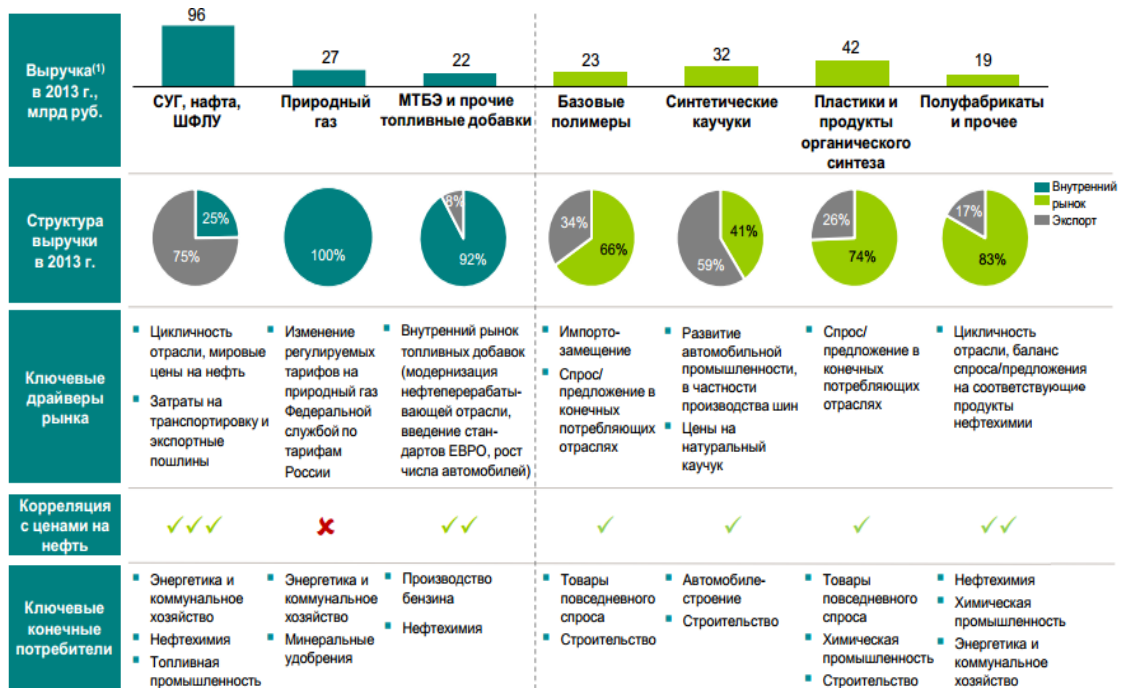 Выручка(1)
в 2013 г.,
млрд руб.
96
27
22
23
32
42
19
СУГ, нафта,
ШФЛУ
Природный
газ
МТБЭ и прочие
топливные добавки
Базовые
полимеры
Синтетические
каучуки
Пластики и
продукты
органического
синтеза
Полуфабрикаты
и прочее
Структура
выручки
в 2013 г.
25%
75%
100%
8%
92%
34%
66%
41%
59%
26%
74%
17%
83%
Внутренний
рынок
Экспорт
Ключевые
драйверы
рынка
Цикличность
отрасли, мировые
цены на нефть
Затраты на
транспортировку и
экспортные
пошлины
Изменение
регулируемых
тарифов на
природный газ
Федеральной
службой по
тарифам
России
Внутренний рынок
топливных добавок
(модернизация
нефтеперерабаты-
вающей отрасли,
введение стан-
дартов ЕВРО, рост
числа автомобилей)
Импорто-
замещение
Спрос/
предложение в
конечных
потребляющих
отраслях
Развитие
автомобильной
промышленности,
в частности
производства шин
Цены на
натуральный
каучук
Спрос/
предложение в
конечных
потребляющих
отраслях
Цикличность
отрасли, баланс
спроса/предложения
на соответствующие
продукты
нефтехимии
Корреляция
с ценами на
нефть
Ключевые
конечные
потребители
Энергетика и
коммунальное
хозяйство
Нефтехимия
Топливная
промышленность
Энергетика и
коммунальное
хозяйство
Минеральные
удобрения
Производство
бензина
Нефтехимия
Товары
повседневного
спроса
Строительство
Автомобиле-
строение
Строительство
Товары
повседневного
спроса
Химическая
промышленность
Строительство
Нефтехимия
Химическая
промышленность
Энергетика и
коммунальное
хозяйство